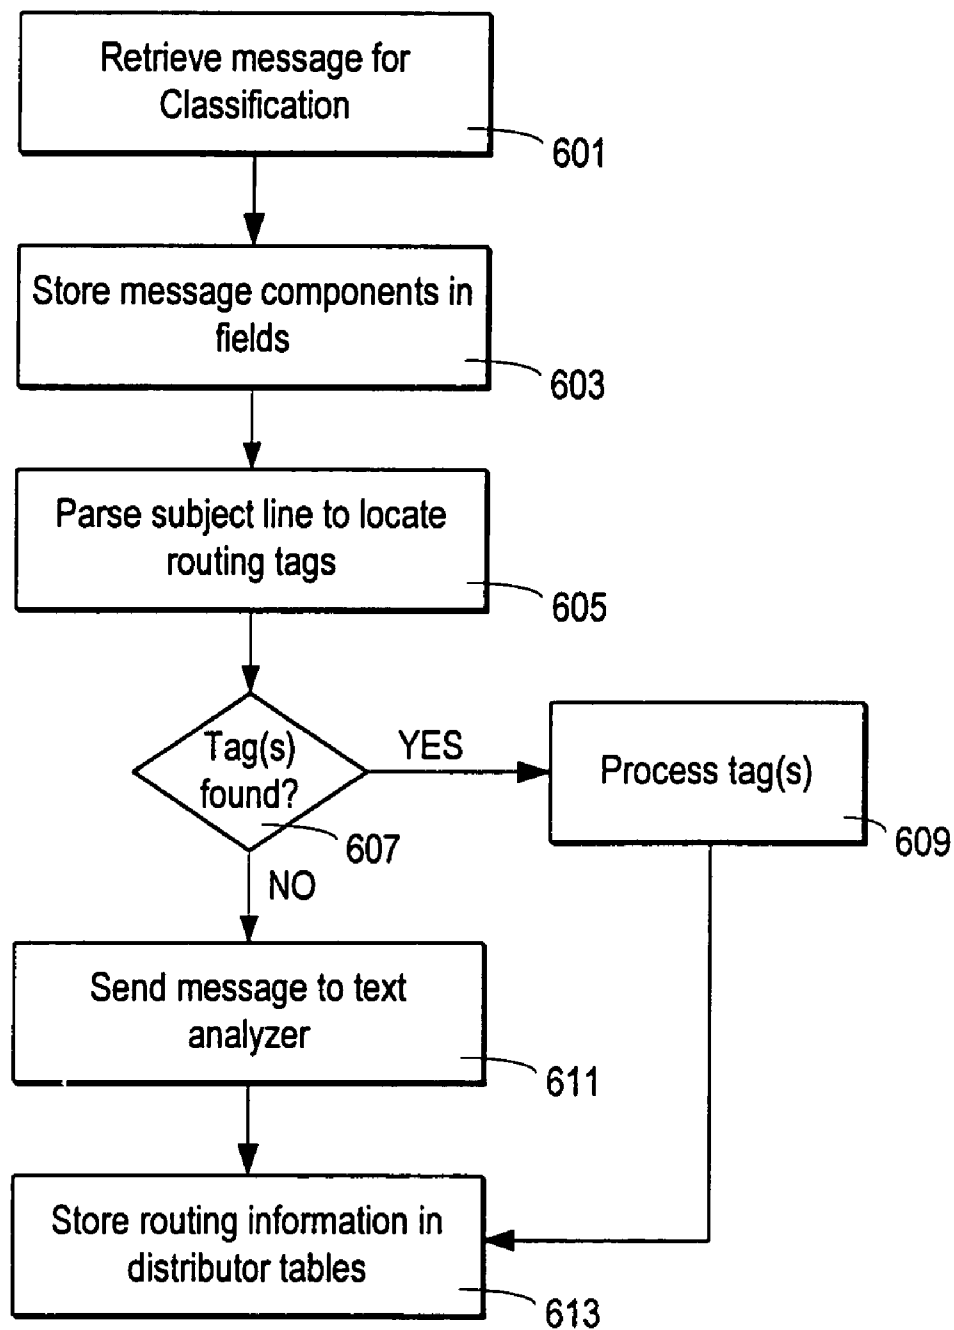 Retrieve message for
Classification
601
Store message components in
fields
603
Parse subject line to locate
routing tags
605
Tag(s)
found?
607
YES
Process tag(s)
609
NO
Send message to text
analyzer
611
Store routing information in
distributor tables
613